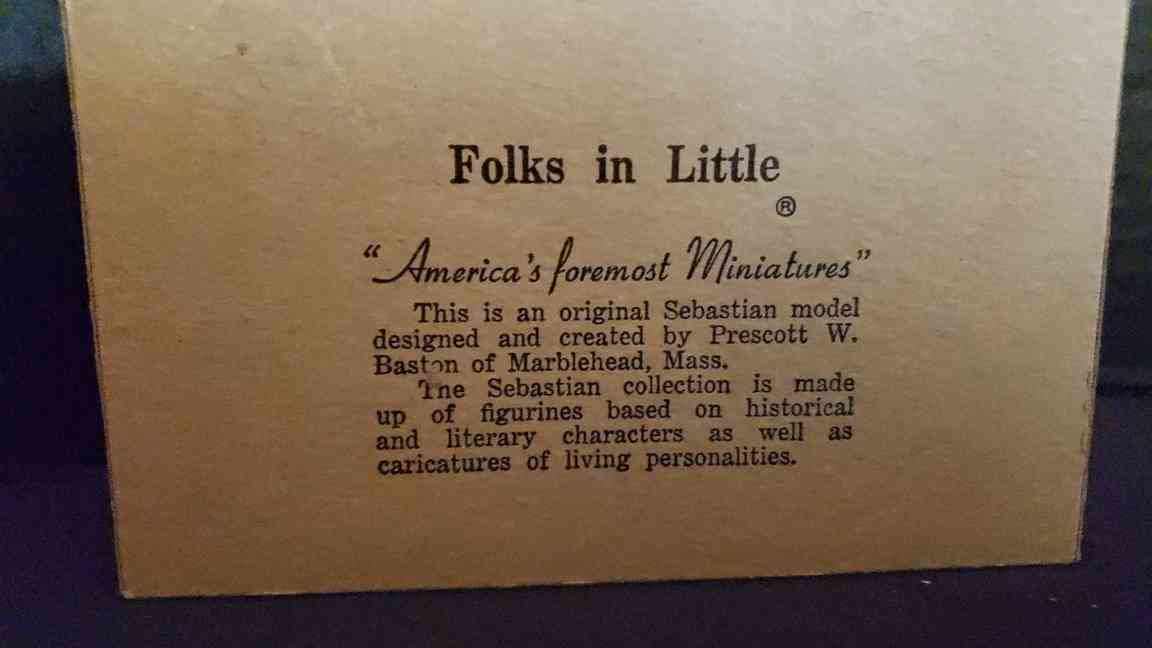 Folks in Little
®
"America's foremost Miniatures"
This is an original Sebastian model
designed and created by Prescott W.
Baston of Marblehead, Mass.
The Sebastian collection is made
up of figurines based on historical
and literary characters as well as
caricatures of living personalities.